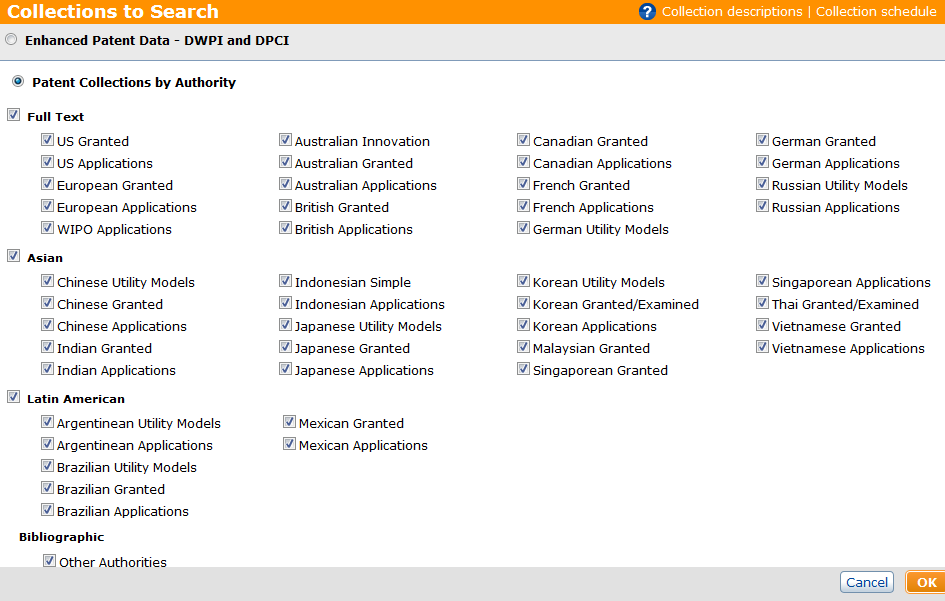 Collections to Search
? Collection descriptions | Collection schedule
Enhanced Patent Data - DWPI and DPCI
Patent Collections by Authority
Full Text
US Granted Australian Innovation Canadian Granted German Granted
US Applications Australian Granted Canadian Applications German Applications
European Granted Australian Applications French Granted Russian Utility Models
European Applications British Granted French Applications Russian Applications
WIPO Applications British Applications German Utility Models
Asian
Chinese Utility Models Indonesian Simple Korean Utility Models Singaporean Applications
Chinese Granted Indonesian Applications Korean Granted/Examined Thai Granted/Examined
Chinese Applications Japanese Utility Models Korean Applications Vietnamese Granted
Indian Granted Japanese Granted Malaysian Granted Vietnamese Applications
Indian Applications Japanese Applications Singaporean Granted
Latin American
Argentinean Utility Models Mexican Granted
Argentinean Applications Mexican Applications
Brazilian Utility Models
Brazilian Granted
Brazilian Applications
Bibliographic
Other Authorities
Cancel OK